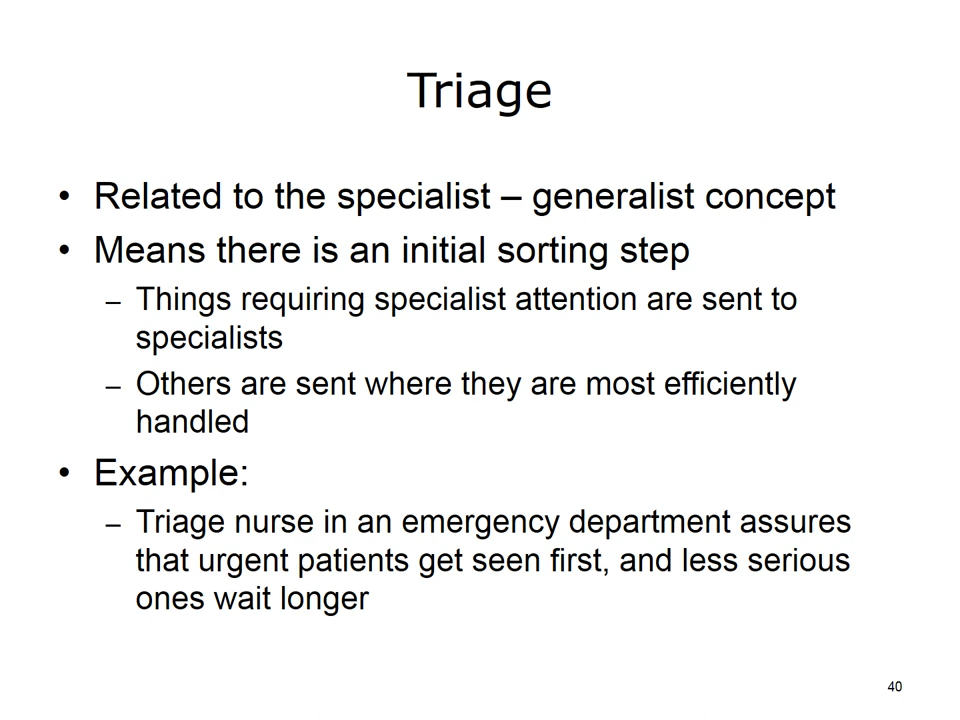 Triage
• Related to the specialist – generalist concept
• Means there is an initial sorting step
– Things requiring specialist attention are sent to
specialists
– Others are sent where they are most efficiently
handled
• Example:
– Triage nurse in an emergency department assures
that urgent patients get seen first, and less serious
ones wait longer
40